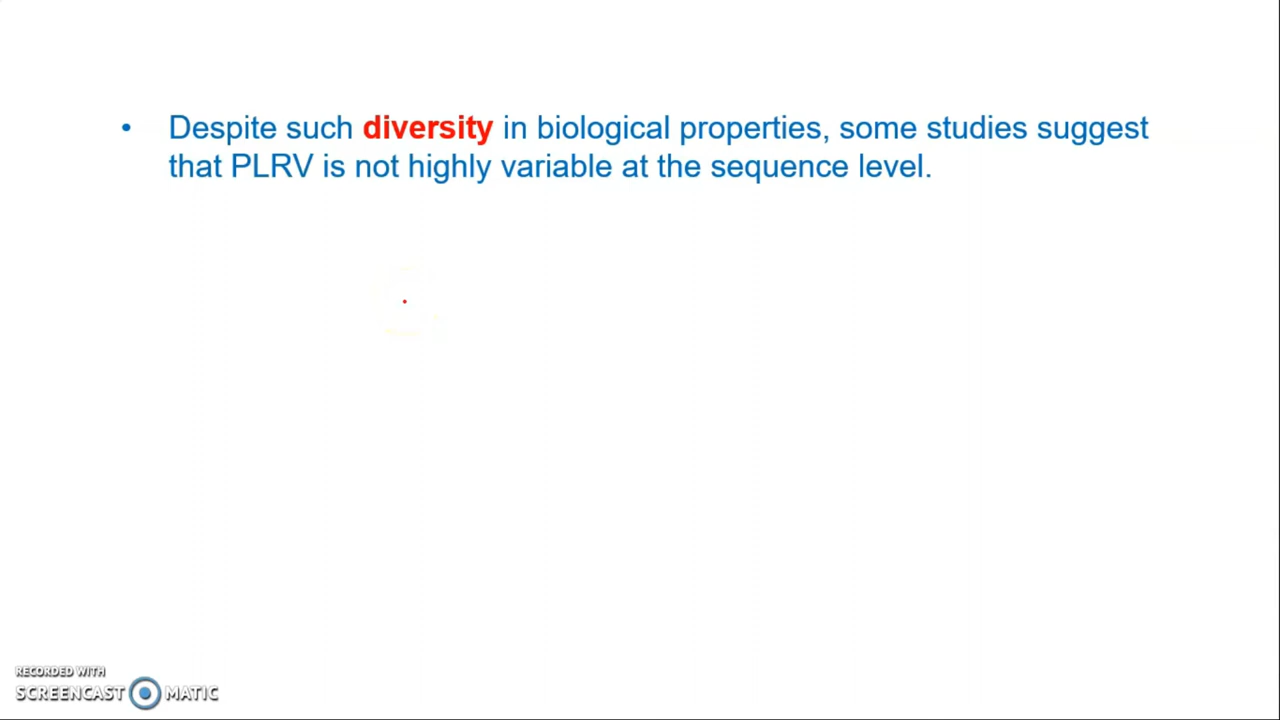 • Despite such diversity in biological properties, some studies suggest
that PLRV is not highly variable at the sequence level.
RECORDED WITH
SCREENCAST MATIC